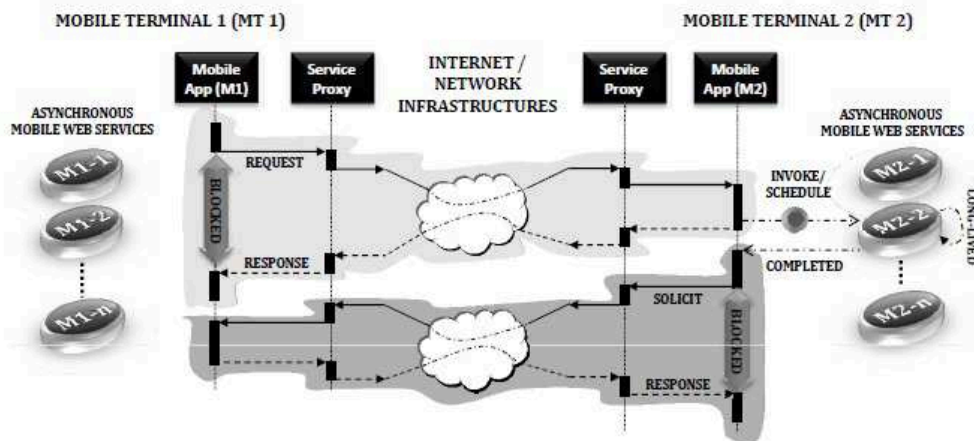 MOBILE TERMINAL 1 (MT 1)
MOBILE TERMINAL 2 (MT 2)
Mobile
App (M1)
Service
Proxy
INTERNET /
NETWORK
INFRASTRUCTURES
Service
Proxy
Mobile
App (M2)
ASYNCHRONOUS
MOBILE WEB SERVICES
ASYNCHRONOUS
MOBILE WEB SERVICES
M1-1
M1-2
M1-n
BLOCKED
REQUEST
RESPONSE
INVOKE/
SCHEDULE
M2-1
M2-2
M2-n
LONG-LIVED
COMPLETED
SOLICIT
BLOCKED
RESPONSE